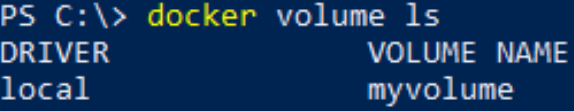 PS C:\> docker volume ls
DRIVER VOLUME NAME
local myvolume